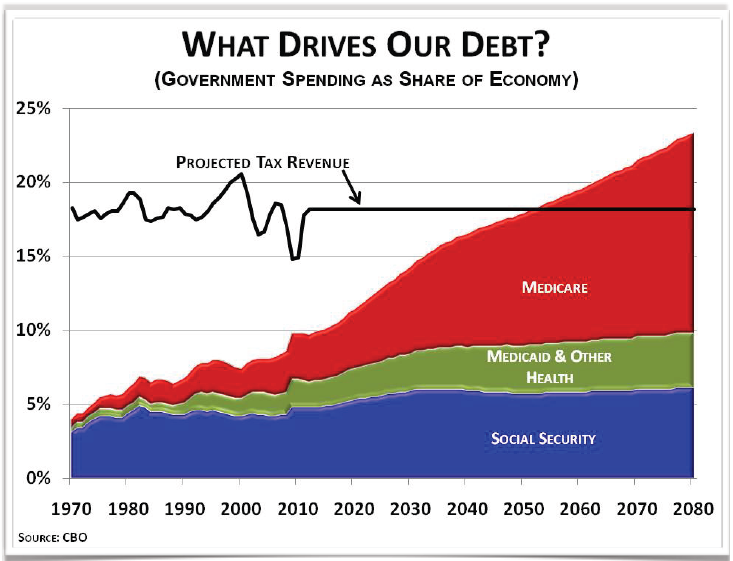 WHAT DRIVES OUR DEBT?
(GOVERNMENT SPENDING AS SHARE OF ECONOMY)
25%
PROJECTED TAX REVENUE
20%
15%
MEDICARE
10%
MEDICAID & OTHER
HEALTH
5%
SOCIAL SECURITY
0%
1970 1980 1990 2000 2010 2020 2030 2040 2050 2060 2070 2080
SOURCE: CBO